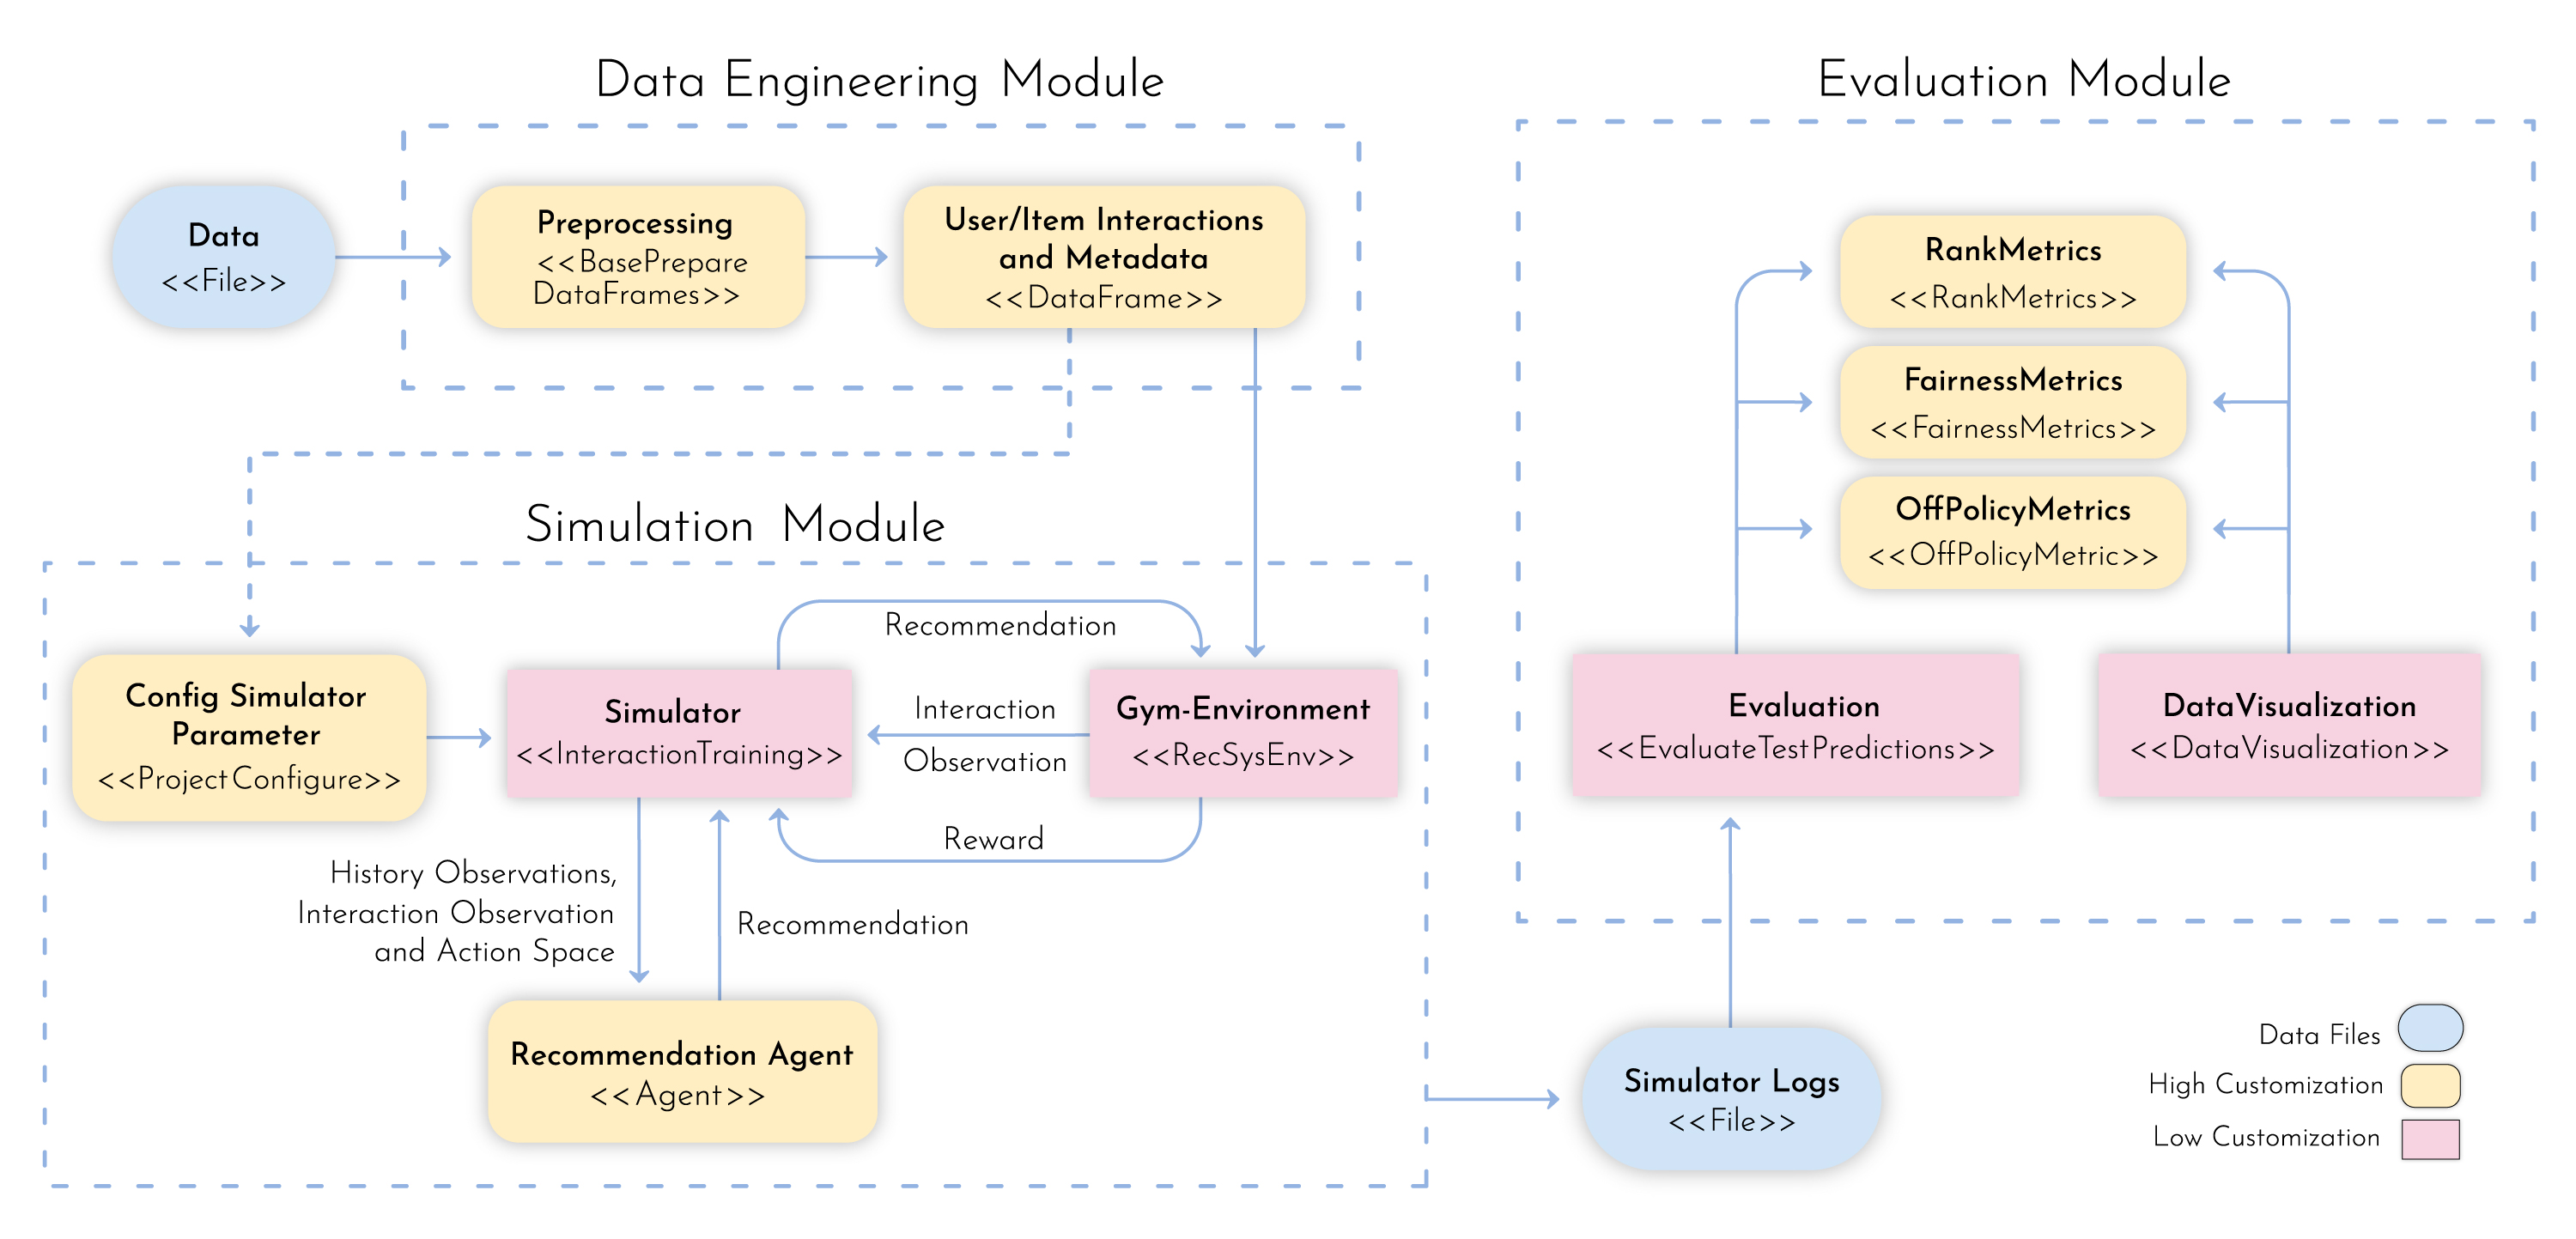 Data Engineering Module
Data
<<File>>
Preprocessing
<<BasePrepare
DataFrames>>
User/Item Interactions
and Metadata
<<DataFrame>>
Simulation Module
Config Simulator
Parameter
<<ProjectConfigure>>
Simulator
<<InteractionTraining>>
Recommendation
Interaction
Observation
Reward
Gym-Environment
<<RecSysEnv>>
History Observations,
Interaction Observation
and Action Space
Recommendation
Recommendation Agent
<<Agent>>
Evaluation Module
RankMetrics
<<RankMetrics>>
FairnessMetrics
<<FairnessMetrics>>
OffPolicyMetrics
<<OffPolicyMetric>>
Evaluation
<<EvaluateTestPredictions>>
DataVisualization
<<DataVisualization>>
Simulator Logs
<<File>>
Data Files
High Customization
Low Customization